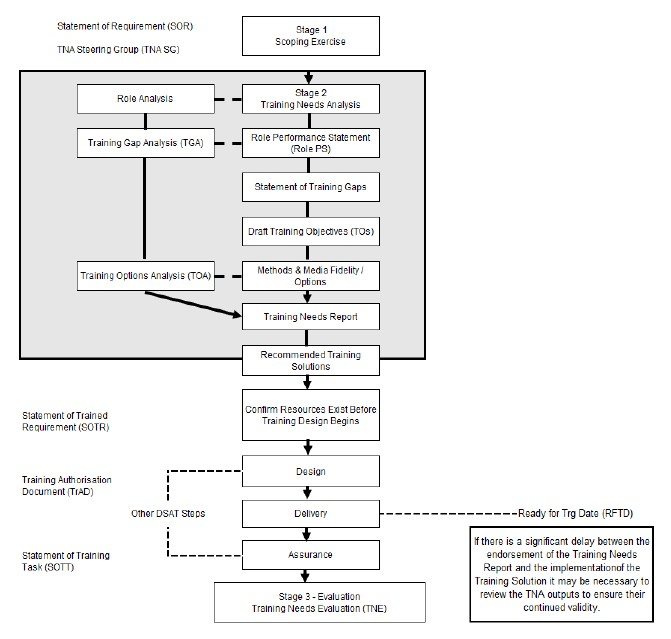 Statement of Requirement (SOR)
TNA Steering Group (TNA SG)
Stage 1
Scoping Exercise
Role Analysis
Stage 2
Training Needs Analysis
Training Gap Analysis (TGA)
Role Performance Statement
(Role PS)
Statement of Training Gaps
Draft Training Objectives (TOs)
Training Options Analysis (TOA)
Methods & Media Fidelity /
Options
Training Needs Report
Recommended Training
Solutions
Statement of Trained
Requirement (SOTR)
Confirm Resources Exist Before
Training Design Begins
Training Authorisation
Document (TrAD)
Design
Other DSAT Steps
Delivery
Ready for Trg Date (RFTD)
Statement of Training
Task (SOTT)
Assurance
If there is a significant delay between the
endorsement of the Training Needs
Report and the implementationof the
Training Solution it may be necessary to
review the TNA outputs to ensure their
continued validity.
Stage 3 - Evaluation
Training Needs Evaluation (TNE)